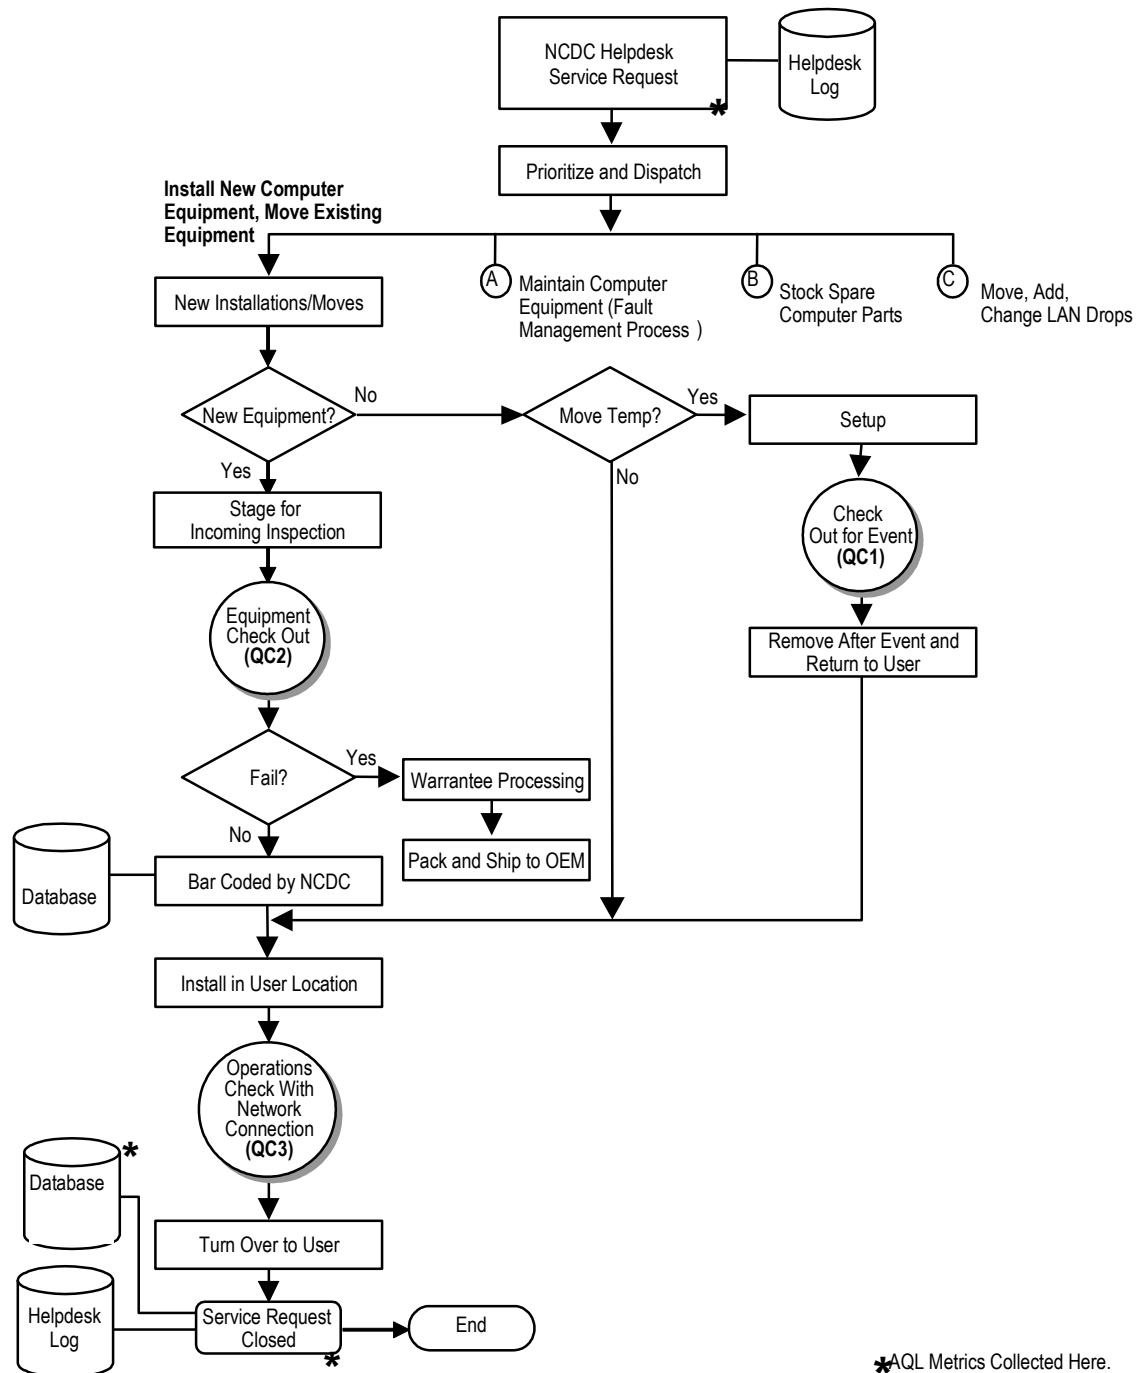 NCDC Helpdesk
Service Request
*
Helpdesk
Log
Prioritize and Dispatch
Install New Computer
Equipment, Move Existing
Equipment
A
Maintain Computer
Equipment (Fault
Management Process )
B
Stock Spare
Computer Parts
C
Move, Add,
Change LAN Drops
New Installations/Moves
New Equipment?
No
Move Temp?
Yes
Setup
Yes
No
Stage for
Incoming Inspection
Check
Out for Event
(QC1)
Equipment
Check Out
(QC2)
Remove After Event and
Return to User
Fail?
Yes
Warrantee Processing
No
Pack and Ship to OEM
Database
Bar Coded by NCDC
Install in User Location
Operations
Check With
Network
Connection
(QC3)
Database
*
Turn Over to User
Helpdesk
Log
Service Request
Closed
*
End
*AQL Metrics Collected Here.